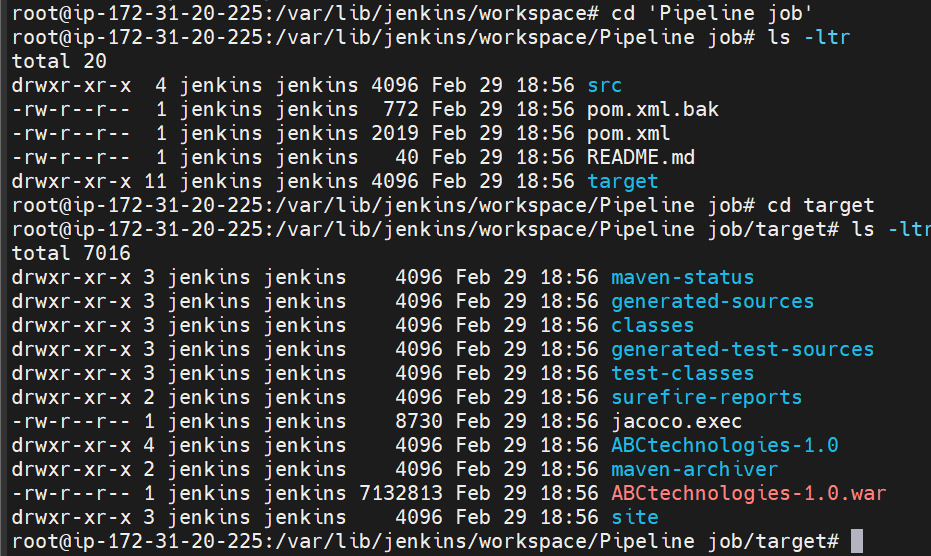 root@ip-172-31-20-225:/var/lib/jenkins/workspace# cd 'Pipeline job'
root@ip-172-31-20-225:/var/lib/jenkins/workspace/Pipeline job# ls -ltr
total 20
drwxr-xr-x  4 jenkins jenkins 4096 Feb 29 18:56 src
-rw-r--r--  1 jenkins jenkins  772 Feb 29 18:56 pom.xml.bak
-rw-r--r--  1 jenkins jenkins 2019 Feb 29 18:56 pom.xml
-rw-r--r--  1 jenkins jenkins   40 Feb 29 18:56 README.md
drwxr-xr-x 11 jenkins jenkins 4096 Feb 29 18:56 target
root@ip-172-31-20-225:/var/lib/jenkins/workspace/Pipeline job# cd target
root@ip-172-31-20-225:/var/lib/jenkins/workspace/Pipeline job/target# ls -ltr
total 7016
drwxr-xr-x 3 jenkins jenkins    4096 Feb 29 18:56 maven-status
drwxr-xr-x 3 jenkins jenkins    4096 Feb 29 18:56 generated-sources
drwxr-xr-x 3 jenkins jenkins    4096 Feb 29 18:56 classes
drwxr-xr-x 3 jenkins jenkins    4096 Feb 29 18:56 generated-test-sources
drwxr-xr-x 3 jenkins jenkins    4096 Feb 29 18:56 test-classes
drwxr-xr-x 2 jenkins jenkins    4096 Feb 29 18:56 surefire-reports
-rw-r--r-- 1 jenkins jenkins    8730 Feb 29 18:56 jacoco.exec
drwxr-xr-x 4 jenkins jenkins    4096 Feb 29 18:56 ABCtechnologies-1.0
drwxr-xr-x 2 jenkins jenkins    4096 Feb 29 18:56 maven-archiver
-rw-r--r-- 1 jenkins jenkins 7132813 Feb 29 18:56 ABCtechnologies-1.0.war
drwxr-xr-x 3 jenkins jenkins    4096 Feb 29 18:56 site
root@ip-172-31-20-225:/var/lib/jenkins/workspace/Pipeline job/target#